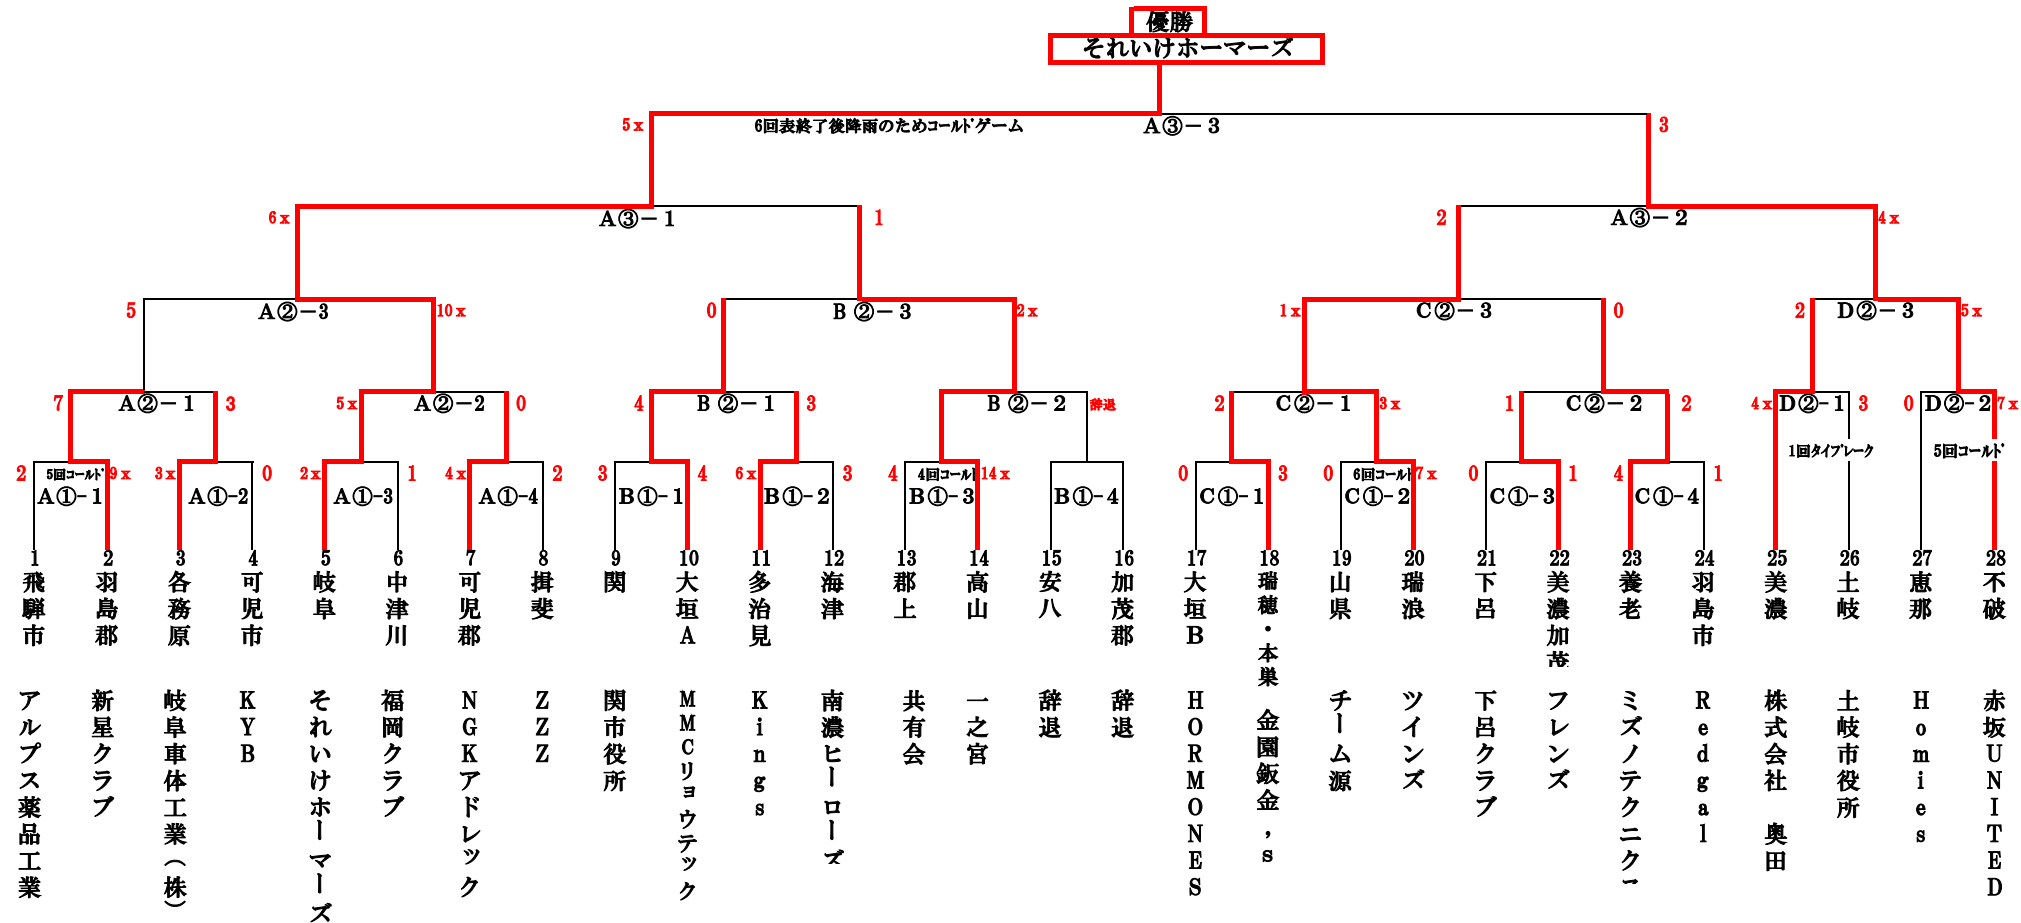 優勝
それいけホーマーズ
5x 6回表終了後降雨のためコールドゲーム A③－3 3
6x A③－1 1 2 A③－2 4x
5 A②－3 10x 0 B②－3 2x 1x C②－3 0 2 D②－3 5x
7 A②－1 3 5x A②－2 0 4 B②－1 3 B②－2 辞退 2 C②－1 3x 1 C②－2 2 4x D②－1 3 0 D②－2 7x
1回タイブレーク 5回コールド
2 5回コールド 9x 3x 0 2x 1 4x 2 3 4 6x 3 4 4回コールド 14x 0 3 0 6回コールド 7x 0 1 4 1
A①-1 A①-2 A①-3 A①-4 B①-1 B①-2 B①-3 B①-4 C①-1 C①-2 C①-3 C①-4
1 2 3 4 5 6 7 8 9 10 11 12 13 14 15 16 17 18 19 20 21 22 23 24 25 26 27 28
飛騨市 アルプス薬品工業
羽島郡 新星クラブ
各務原 岐阜車体工業（株）
可児市 KYB
岐阜 それいけホーマーズ
中津川 福岡クラブ
可児郡 NGKアドレック
揖斐 ZZZ
関 関市役所
大垣A MMCリョウテック
多治見 Kings
海津 南濃ヒーローズ
郡上 共有会
高山 一之宮
安八 辞退
加茂郡 辞退
大垣B HORMONES
瑞穂・本巣 金園鈑金,s
山県 チーム源
瑞浪 ツインズ
下呂 下呂クラブ
美濃加茂 フレンズ
養老 ミズノテクニク
羽島市 Redgal
美濃 株式会社 奥田
土岐 土岐市役所
恵那 Homies
不破 赤坂UNITED